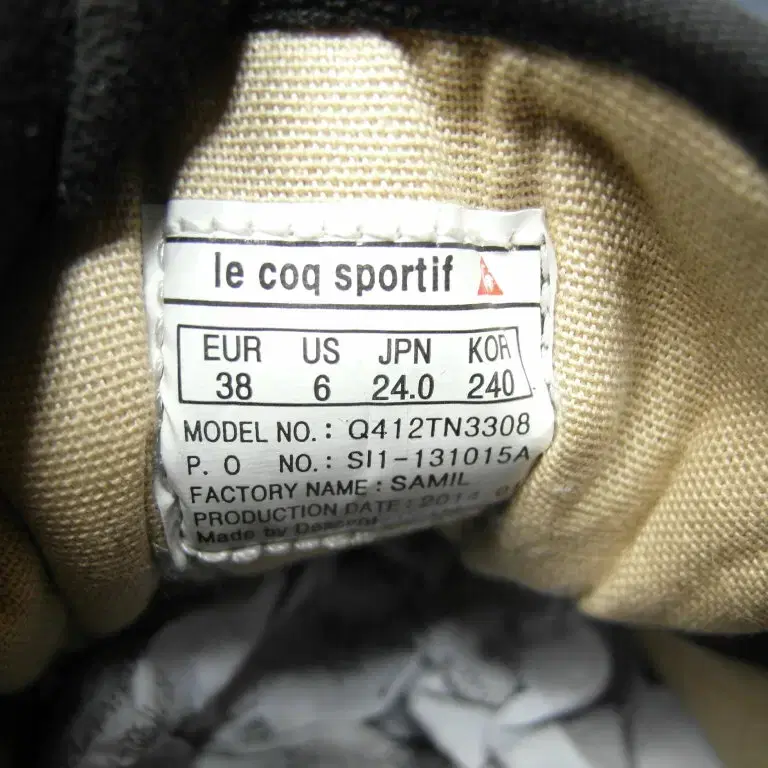 le coq sportif
EUR US JPN KOR
38 6 24.0 240
MODEL NO.: Q412TN3308
P. O NO.: SI1-131015A
FACTORY NAME : SAMIL
PRODUCTION DATE : 2014
Made by